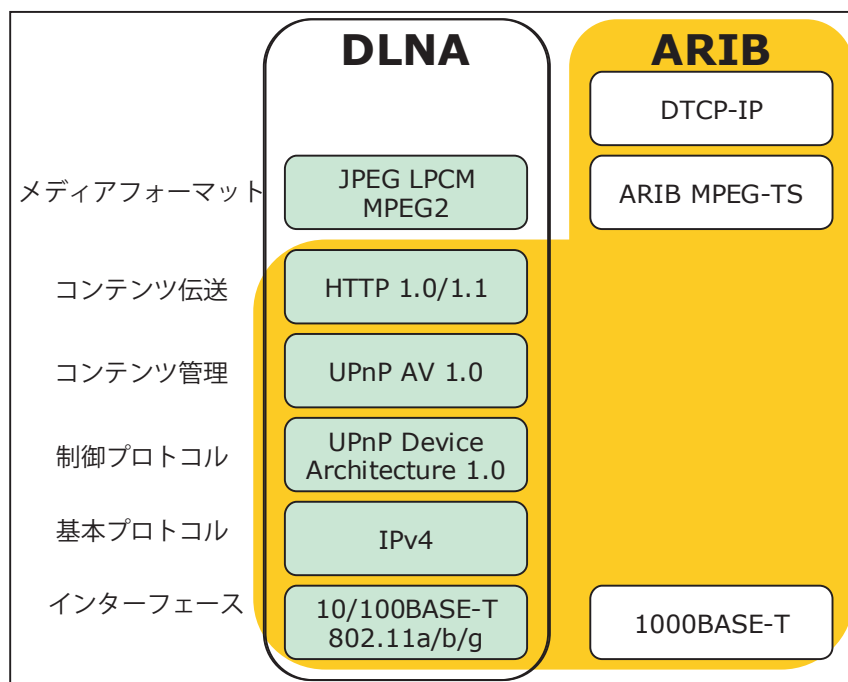 DLNA
ARIB
DTCP-IP
メディアフォーマット
JPEG LPCM
MPEG2
ARIB MPEG-TS
コンテンツ伝送
HTTP 1.0/1.1
コンテンツ管理
UPnP AV 1.0
制御プロトコル
UPnP Device
Architecture 1.0
基本プロトコル
IPv4
インターフェース
10/100BASE-T
802.11a/b/g
1000BASE-T